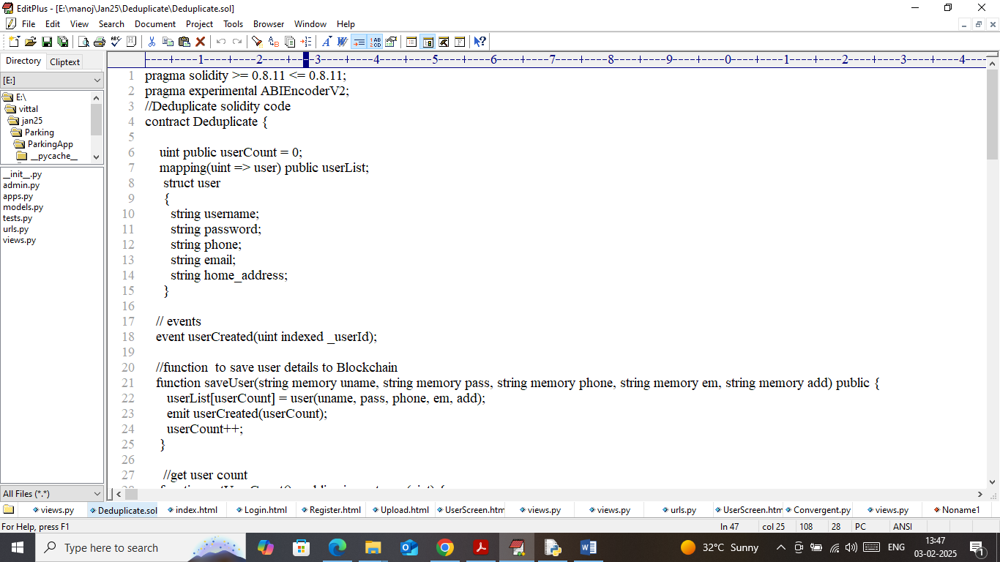 EditPlus - [E:\manoj\Jan25\Deduplicate\Deduplicate.sol]
File Edit View Search Document Project Tools Browser Window Help
Directory Cliptext
[E:]
E:\
vittal
jan25
Parking
ParkingApp
__pycache__
__init__.py
admin.py
apps.py
models.py
tests.py
urls.py
views.py
All Files (*.*)
----+----1----+----2----+----3----+----4----+----5----+----6----+----7----+----8----+----9----+----0----+----1----+----2----+----3----+----4----
1 pragma solidity >= 0.8.11 <= 0.8.11;
2 pragma experimental ABIEncoderV2;
3 //Deduplicate solidity code
4 contract Deduplicate {
5
6 uint public userCount = 0;
7 mapping(uint => user) public userList;
8 struct user
9 {
10 string username;
11 string password;
12 string phone;
13 string email;
14 string home_address;
15 }
16
17 // events
18 event userCreated(uint indexed _userId);
19
20 //function  to save user details to Blockchain
21 function saveUser(string memory uname, string memory pass, string memory phone, string memory em, string memory add) public {
22 userList[userCount] = user(uname, pass, phone, em, add);
23 emit userCreated(userCount);
24 userCount++;
25 }
26
27 //get user count
views.py Deduplicate.sol index.html Login.html Register.html Upload.html UserScreen.htm views.py views.py urls.py UserScreen.htm Convergent.py views.py Noname1
For Help, press F1 ln 47 col 25 108 28 PC ANSI
Type here to search 32°C Sunny ENG 13:47
03-02-2025 1